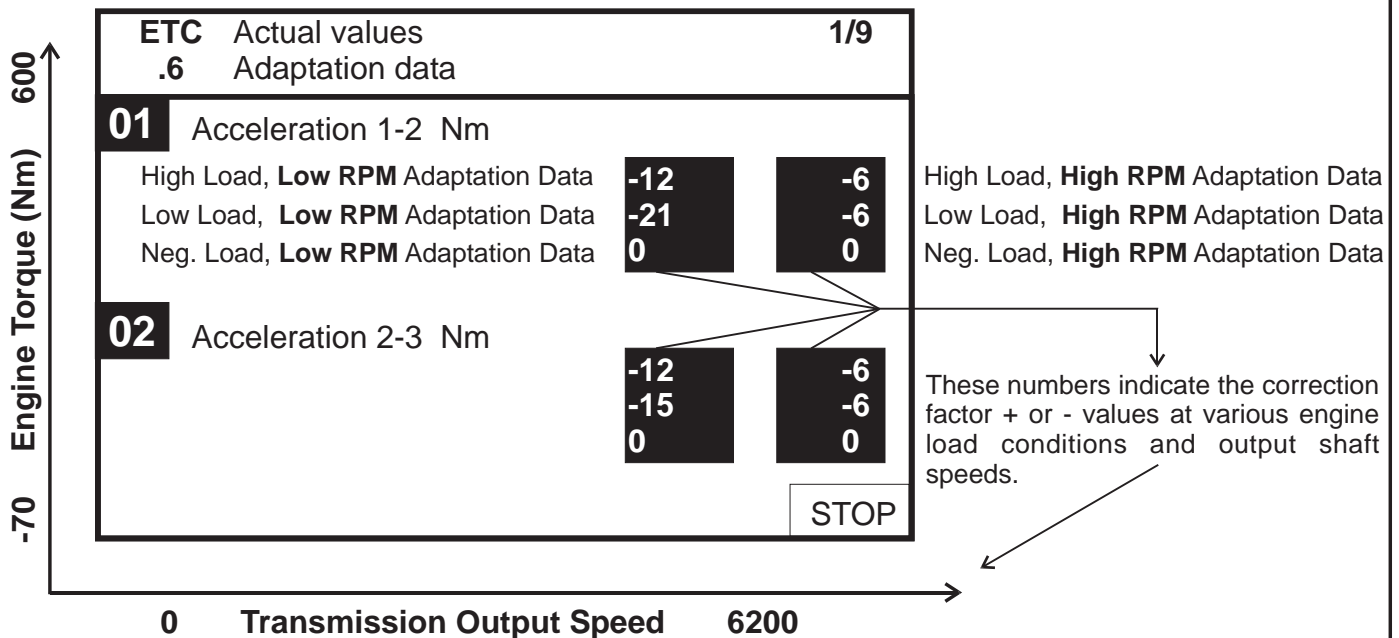 ETC Actual values 1/9
.6 Adaptation data
01 Acceleration 1-2 Nm
High Load, Low RPM Adaptation Data -12 -6 High Load, High RPM Adaptation Data
Low Load, Low RPM Adaptation Data -21 -6 Low Load, High RPM Adaptation Data
Neg. Load, Low RPM Adaptation Data 0 0 Neg. Load, High RPM Adaptation Data
02 Acceleration 2-3 Nm
-12 -6
-15 -6
0 0
These numbers indicate the correction
factor + or - values at various engine
load conditions and output shaft
speeds.
STOP
-70 Engine Torque (Nm) 600
0 Transmission Output Speed 6200